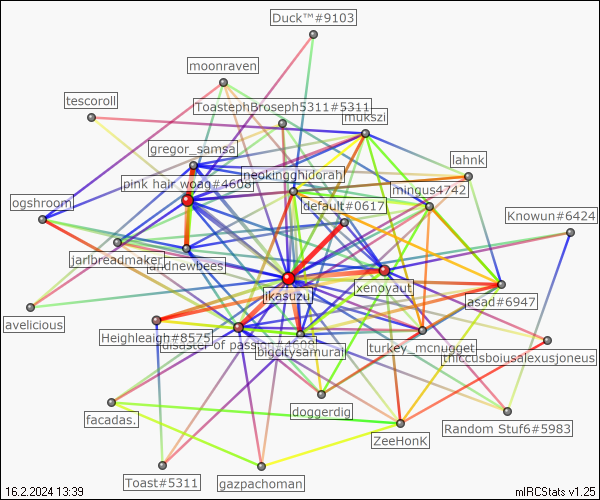 Duck™#9103
moonraven
tescoroll
ToastephBroseph5311#5311
mukszi
gregor_samsa
lahnk
neokingghidorah
pink hair woag#4608
mingus4742
default#0617
ogshroom
Knowun#6424
jarlbreadmaker
andnewbees
xenoyaut
ikasuzu
asad#6947
avelicious
Heighleaigh#8575
disaster of passion#4609
bigcitysamurai
turkey_mcnugget
thiccusboiusalexusjoneus
doggerdig
facadas.
Random Stuf6#5983
ZeeHonK
Toast#5311
gazpachoman
16.2.2024 13:39
mIRCStats v1.25